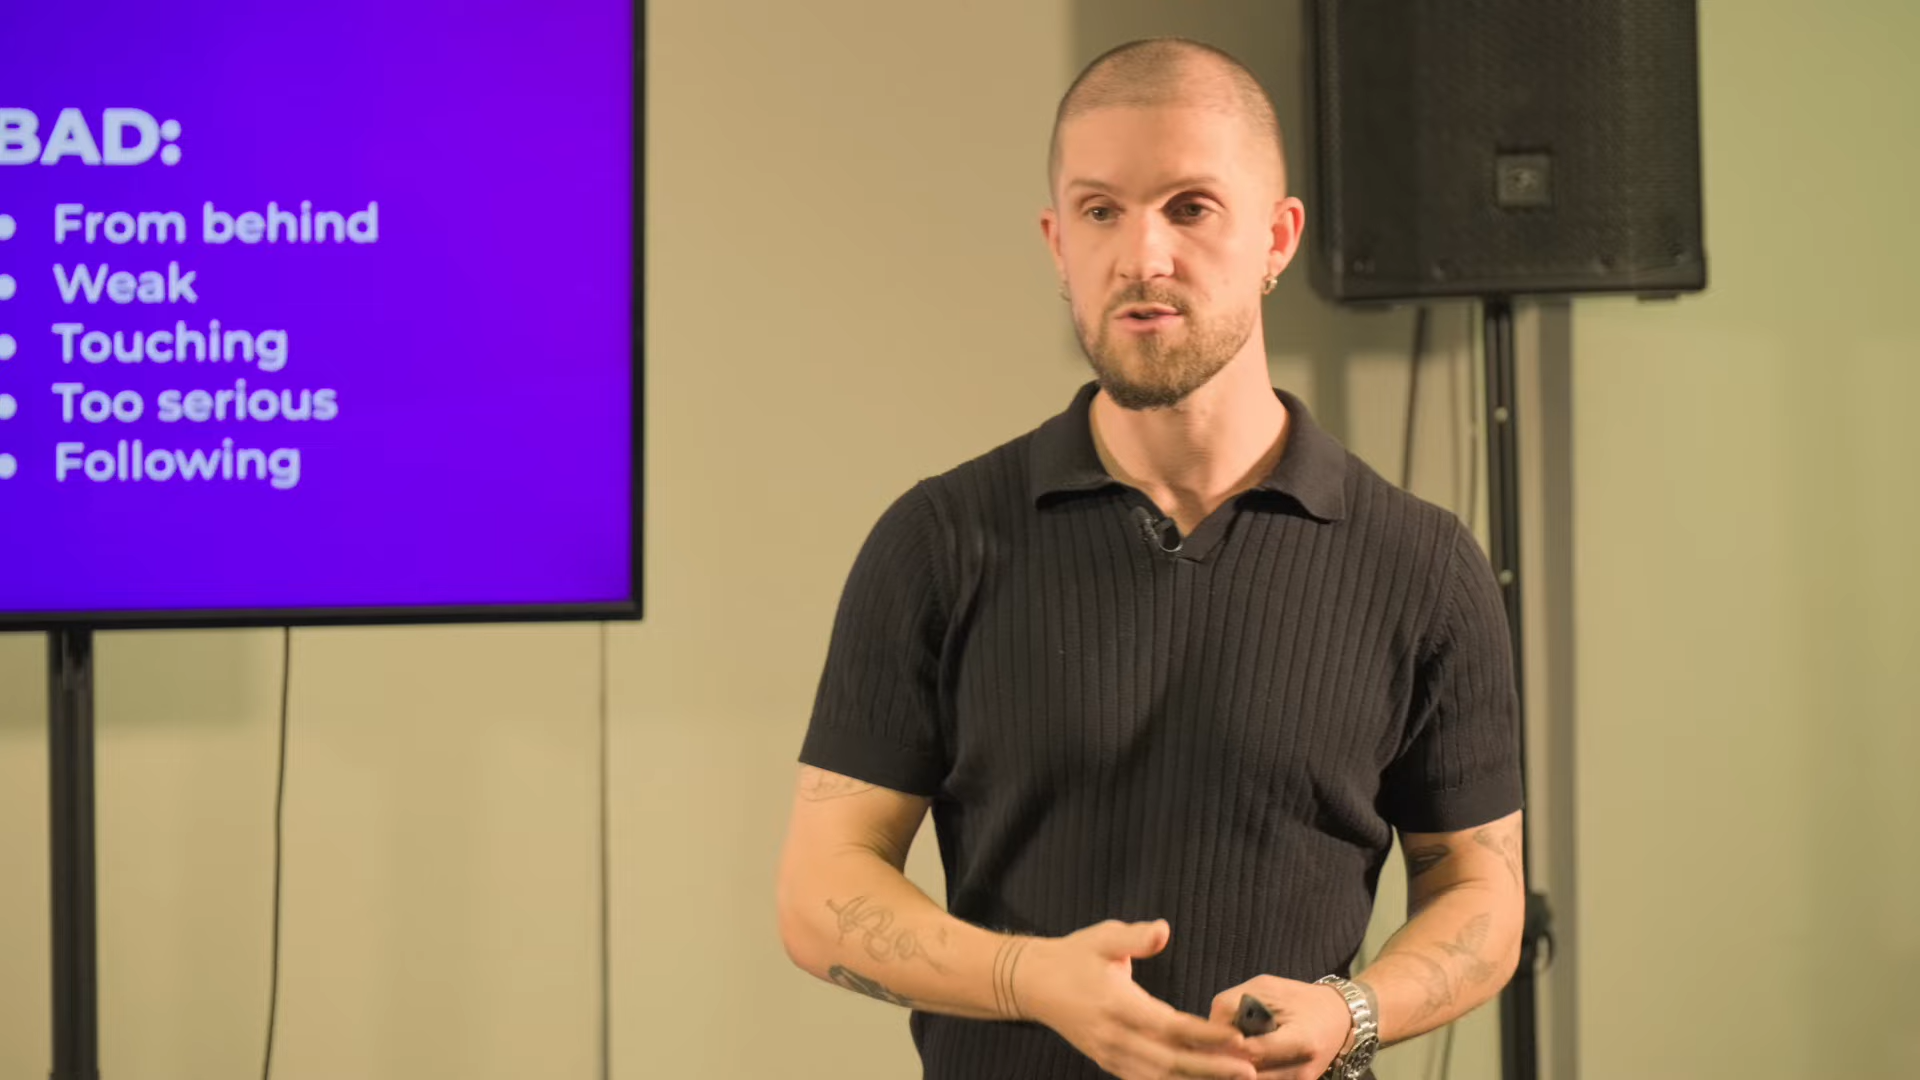 BAD:
• From behind
• Weak
• Touching
• Too serious
• Following